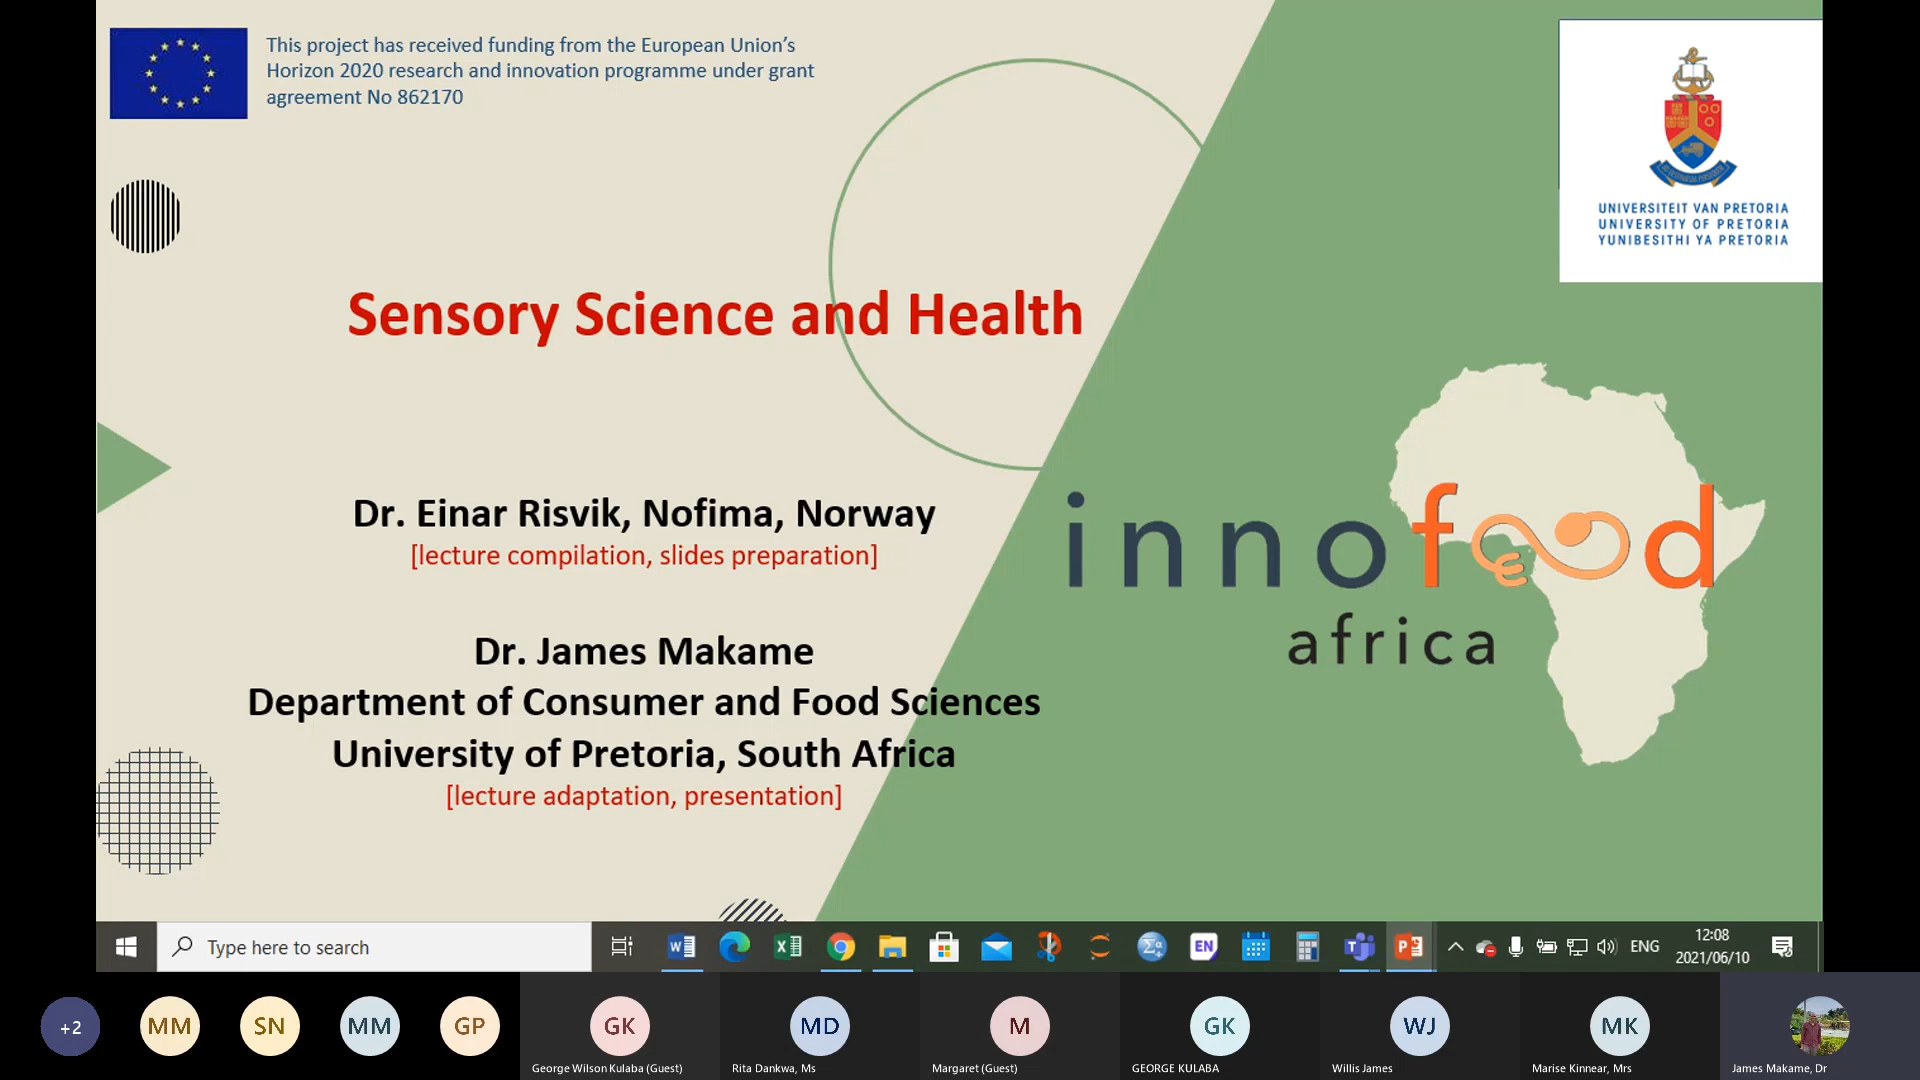 This project has received funding from the European Union's
Horizon 2020 research and innovation programme under grant
agreement No 862170
UNIVERSITEIT VAN PRETORIA
UNIVERSITY OF PRETORIA
YUNIBESITHI YA PRETORIA
Sensory Science and Health
Dr. Einar Risvik, Nofima, Norway
[lecture compilation, slides preparation]
innofood
africa
Dr. James Makame
Department of Consumer and Food Sciences
University of Pretoria, South Africa
[lecture adaptation, presentation]
Type here to search
EN
ENG
12:08
2021/06/10
+2
MM
SN
MM
GP
GK
MD
M
GK
WJ
MK
George Wilson Kulaba (Guest)
Rita Dankwa, Ms
Margaret (Guest)
GEORGE KULABA
Willis James
Marise Kinnear, Mrs
James Makame, Dr